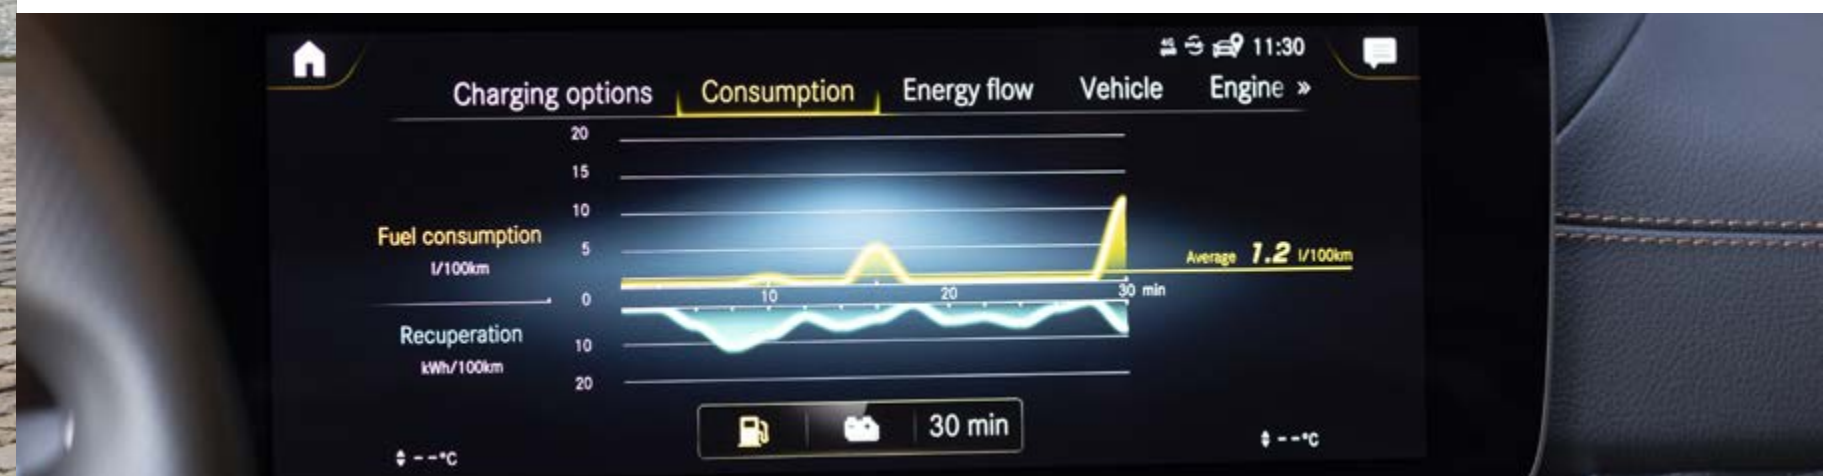 11:30
Charging options Consumption Energy flow Vehicle Engine »
20
15
10
Fuel consumption
l/100km
5
Average 1.2 l/100km
0
10 20 30 min
Recuperation
kWh/100km
10
20
30 min
--°C
--°C